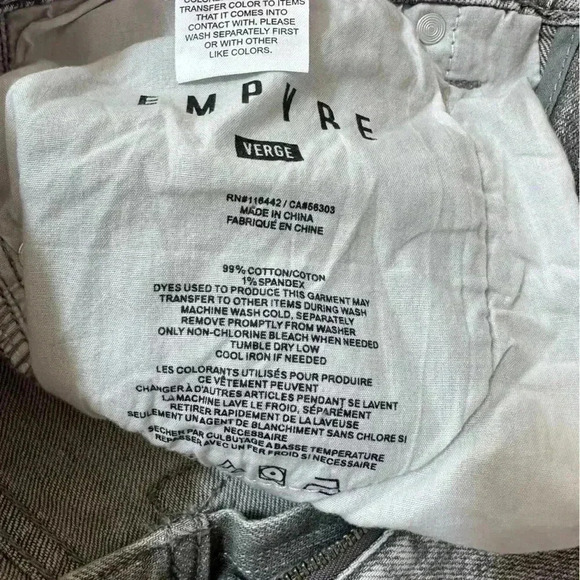 TRANSFER COLOR TO ITEMS
THAT IT COMES INTO
CONTACT WITH. PLEASE
WASH SEPARATELY FIRST
OR WITH OTHER
LIKE COLORS.
EMPYRE
VERGE
RN#116442 / CA#56303
MADE IN CHINA
FABRIQUÉ EN CHINE
99% COTTON/COTON
1% SPANDEX
DYES USED TO PRODUCE THIS GARMENT MAY
TRANSFER TO OTHER ITEMS DURING WASH
MACHINE WASH COLD, SEPARATELY
REMOVE PROMPTLY FROM WASHER
ONLY NON-CHLORINE BLEACH WHEN NEEDED
TUMBLE DRY LOW
COOL IRON IF NEEDED
LES COLORANTS UTILISÉS POUR PRODUIRE
CE VÊTEMENT PEUVENT
CHANGER À D'AUTRES ARTICLES PENDANT SE LAVENT
LA MACHINE LAVE LE FROID, SÉPARÉMENT
RETIRER RAPIDEMENT DE LA LAVEUSE
SEULEMENT UN AGENT DE BLANCHIMENT SANS CHLORE SI
NECESSAIRE
SÉCHER PAR CULBUTAGE A BASSE TEMPÉRATURE
REPASSER AVEC UN FER FROID SI NECESSAIRE